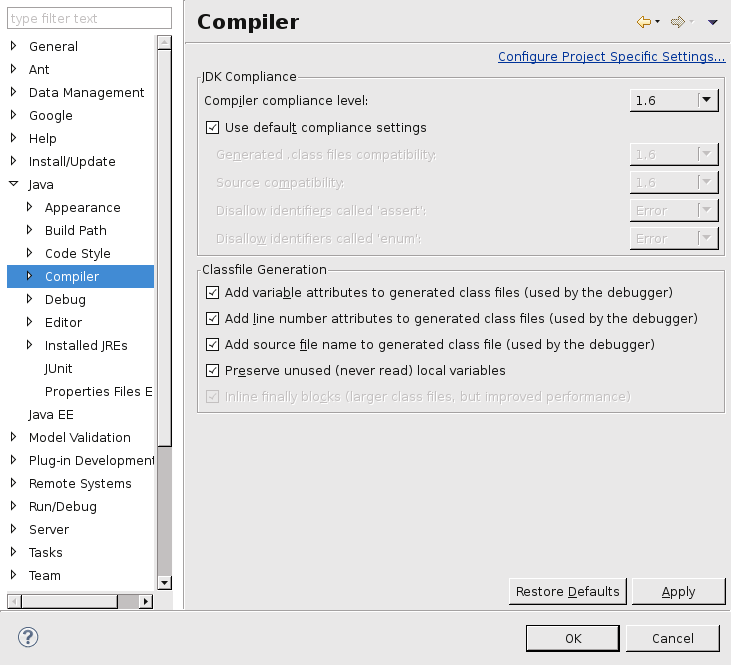 type filter text
General
Ant
Data Management
Google
Help
Install/Update
Java
Appearance
Build Path
Code Style
Compiler
Debug
Editor
Installed JREs
JUnit
Properties Files E
Java EE
Model Validation
Plug-in Development
Remote Systems
Run/Debug
Server
Tasks
Team
Compiler
Configure Project Specific Settings...
JDK Compliance
Compiler compliance level: 1.6
Use default compliance settings
Generated .class files compatibility: 1.6
Source compatibility: 1.6
Disallow identifiers called 'assert': Error
Disallow identifiers called 'enum': Error
Classfile Generation
Add variable attributes to generated class files (used by the debugger)
Add line number attributes to generated class files (used by the debugger)
Add source file name to generated class file (used by the debugger)
Preserve unused (never read) local variables
Inline finally blocks (larger class files, but improved performance)
Restore Defaults Apply
? OK Cancel